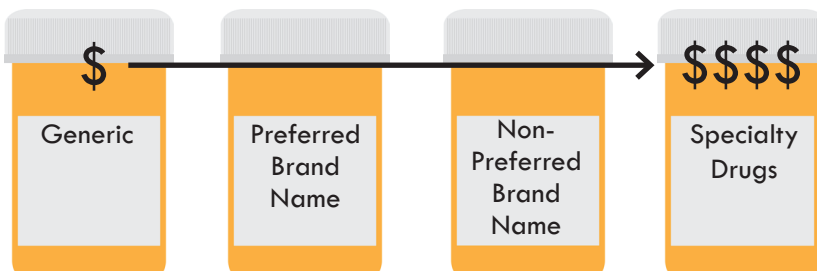 $
$$$$
Generic
Preferred
Brand
Name
Non-
Preferred
Brand
Name
Specialty
Drugs